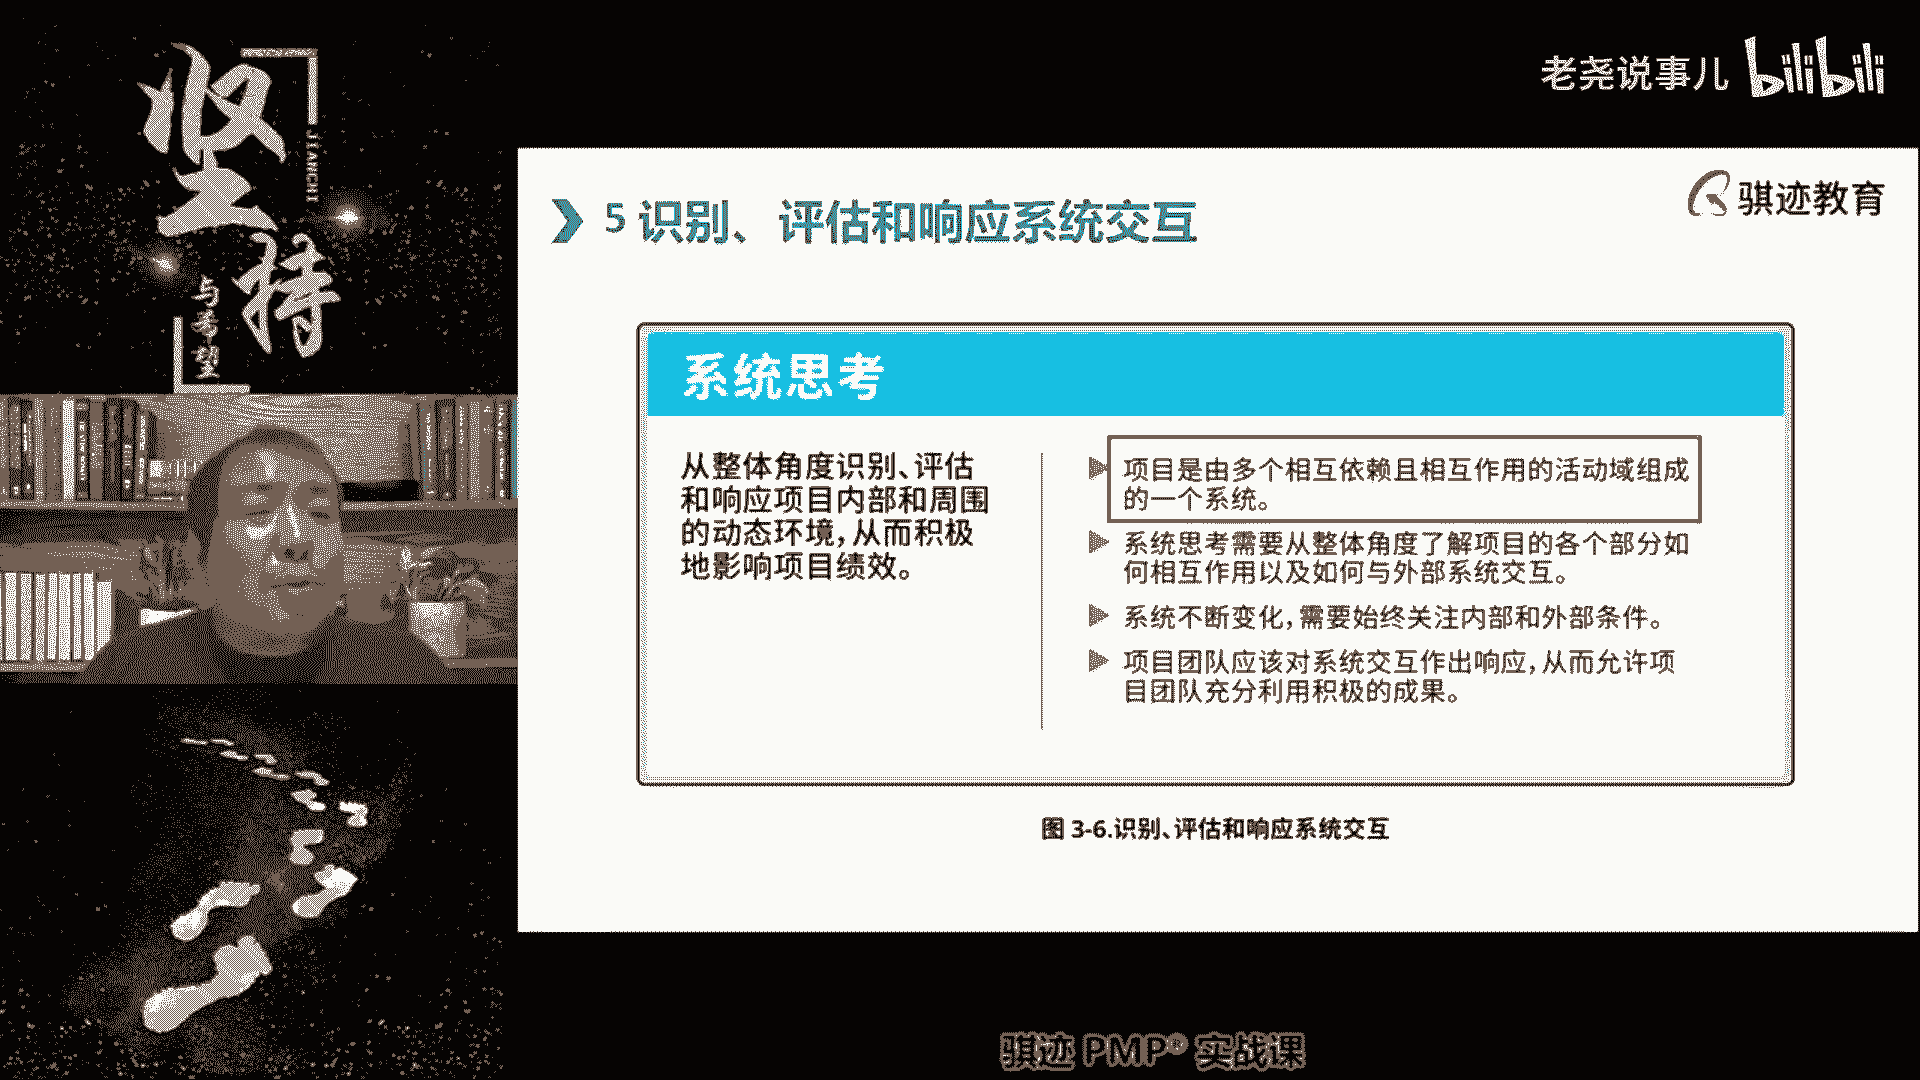 坚持
JIANCHI
与希望
老尧说事儿 bilibili
骐迹教育
5 识别、评估和响应系统交互
系统思考
从整体角度识别、评估
和响应项目内部和周围
的动态环境,从而积极
地影响项目绩效。
项目是由多个相互依赖且相互作用的活动域组成
的一个系统。
系统思考需要从整体角度了解项目的各个部分如
何相互作用以及如何与外部系统交互。
系统不断变化,需要始终关注内部和外部条件。
项目团队应该对系统交互作出响应,从而允许项
目团队充分利用积极的成果。
图 3-6.识别、评估和响应系统交互
骐迹 PMP® 实战课